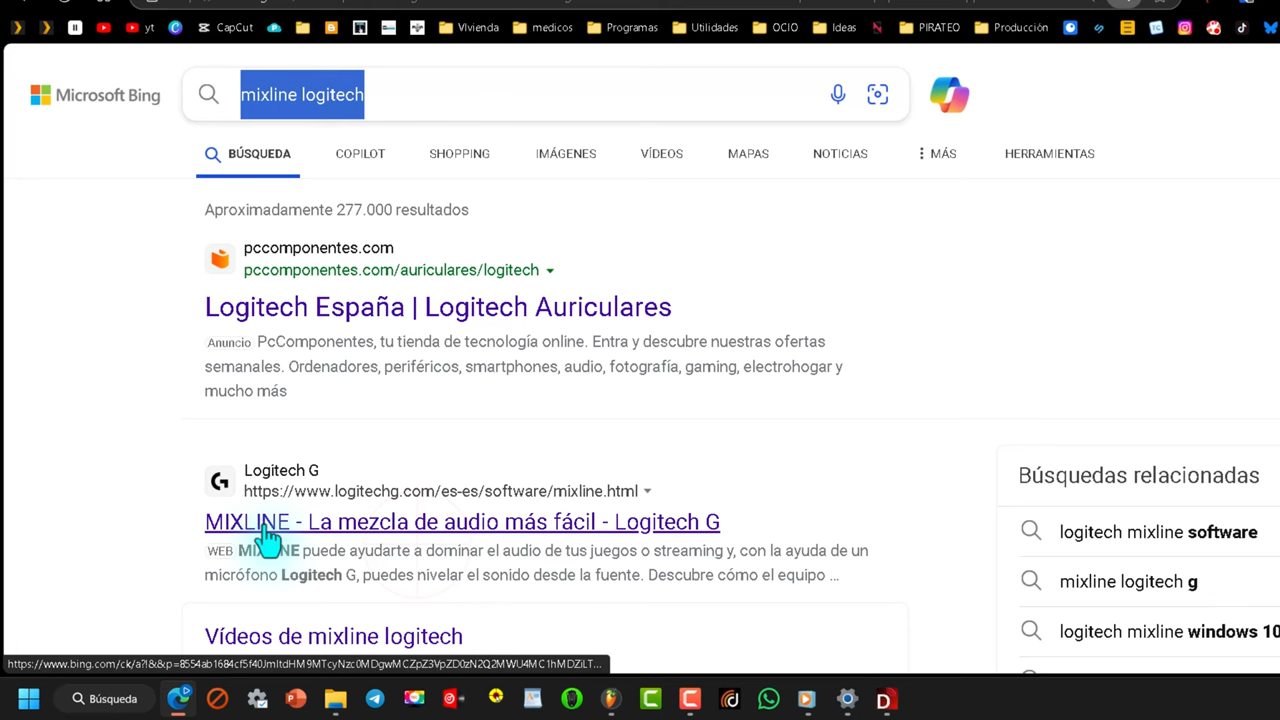 yt
CapCut
VIvienda
medicos
Programas
Utilidades
OCIO
Ideas
PIRATEO
Producción
Microsoft Bing
mixline logitech
BÚSQUEDA
COPILOT
SHOPPING
IMÁGENES
VÍDEOS
MAPAS
NOTICIAS
MÁS
HERRAMIENTAS
Aproximadamente 277.000 resultados
pccomponentes.com
pccomponentes.com/auriculares/logitech
Logitech España | Logitech Auriculares
Anuncio PcComponentes, tu tienda de tecnología online. Entra y descubre nuestras ofertas
semanales. Ordenadores, periféricos, smartphones, audio, fotografía, gaming, electrohogar y
mucho más
Logitech G
https://www.logitechg.com/es-es/software/mixline.html
MIXLINE - La mezcla de audio más fácil - Logitech G
WEB MIXLINE puede ayudarte a dominar el audio de tus juegos o streaming y, con la ayuda de un
micrófono Logitech G, puedes nivelar el sonido desde la fuente. Descubre cómo el equipo ...
Vídeos de mixline logitech
Búsquedas relacionadas
logitech mixline software
mixline logitech g
logitech mixline windows 10
Búsqueda